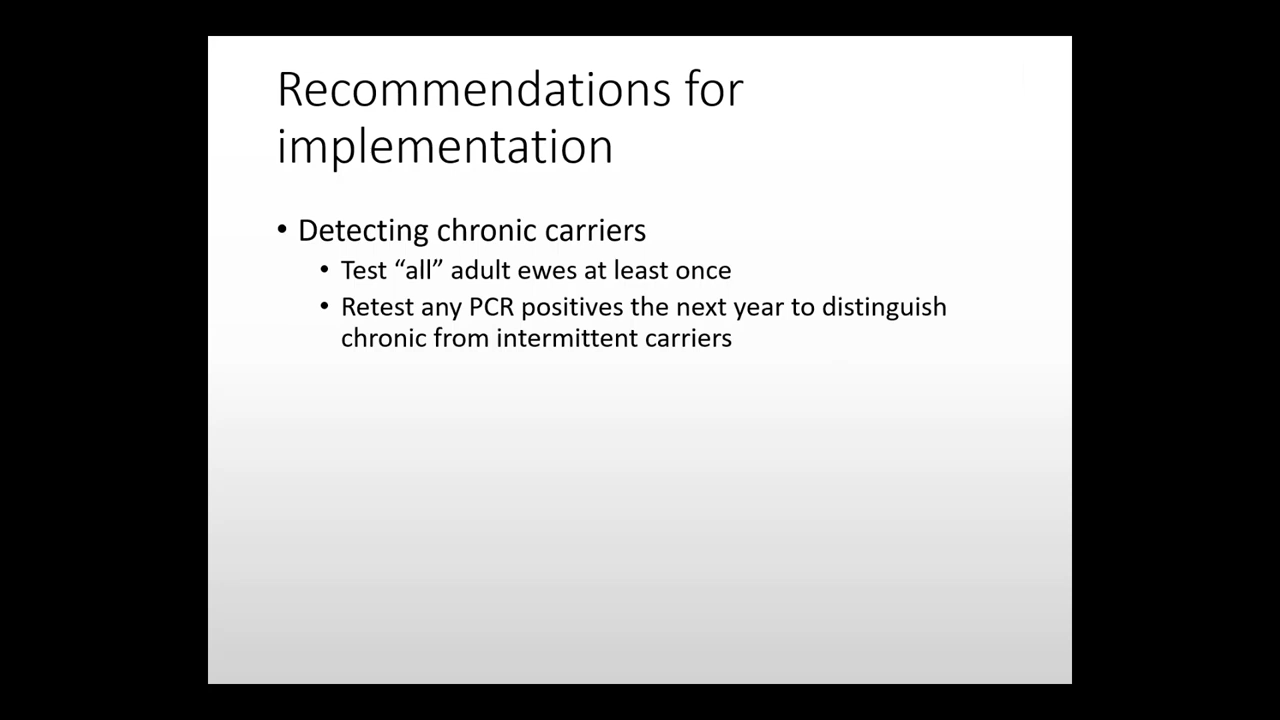 Recommendations for
implementation
• Detecting chronic carriers
• Test “all” adult ewes at least once
• Retest any PCR positives the next year to distinguish
chronic from intermittent carriers